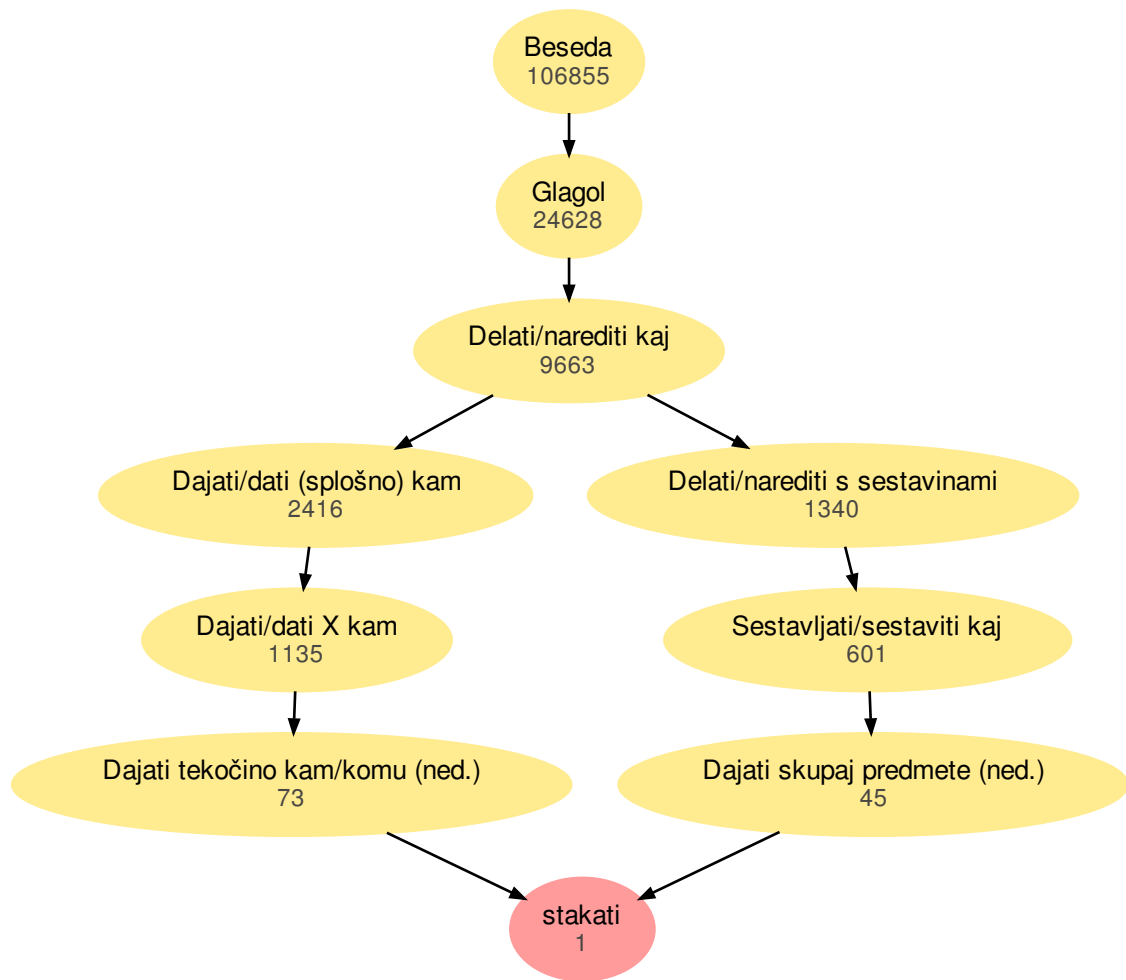 Beseda
106855
Glagol
24628
Delati/narediti kaj
9663
Dajati/dati (splošno) kam
2416
Delati/narediti s sestavinami
1340
Dajati/dati X kam
1135
Sestavljati/sestaviti kaj
601
Dajati tekočino kam/komu (ned.)
73
Dajati skupaj predmete (ned.)
45
stakati
1